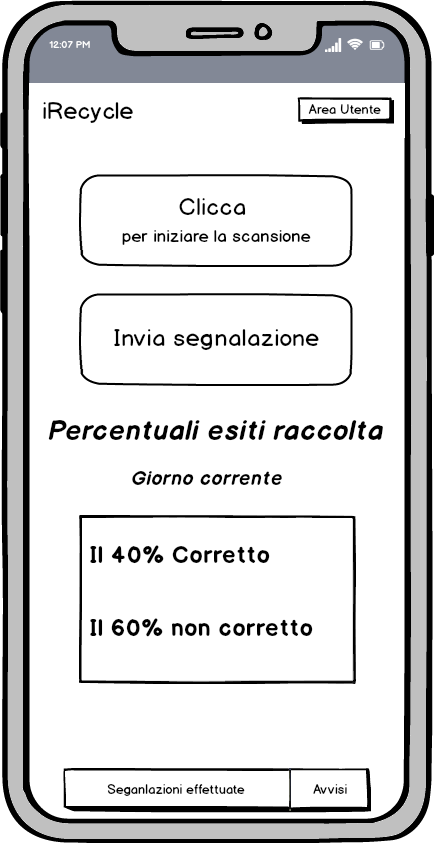 12:07 PM
iRecycle
Area Utente
Clicca
per iniziare la scansione
Invia segnalazione
Percentuali esiti raccolta
Giorno corrente
Il 40% Corretto
Il 60% non corretto
Seganlazioni effettuate
Avvisi